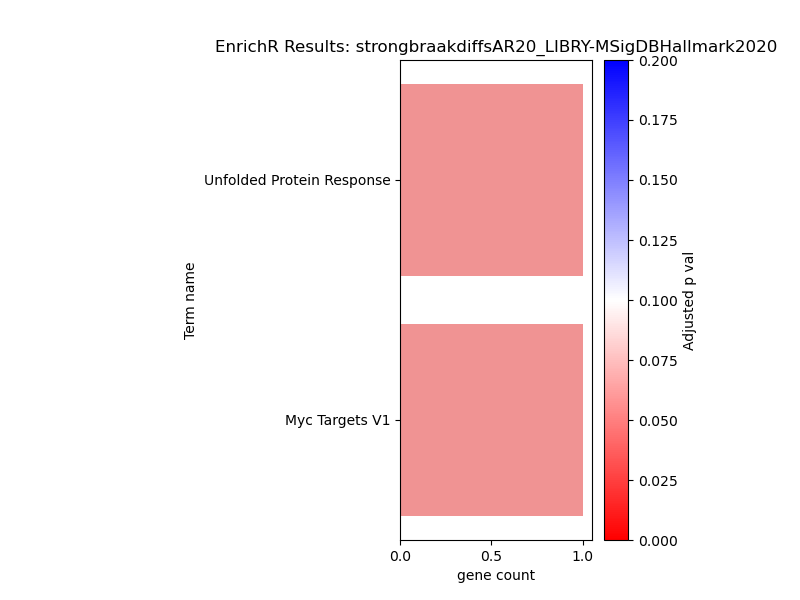 EnrichR Results: strongbraakdiffsAR20_LIBRY-MSigDBHallmark2020
Unfolded Protein Response
Myc Targets V1
Term name
0.0
0.5
1.0
gene count
0.200
0.175
0.150
0.125
0.100
0.075
0.050
0.025
0.000
Adjusted p val